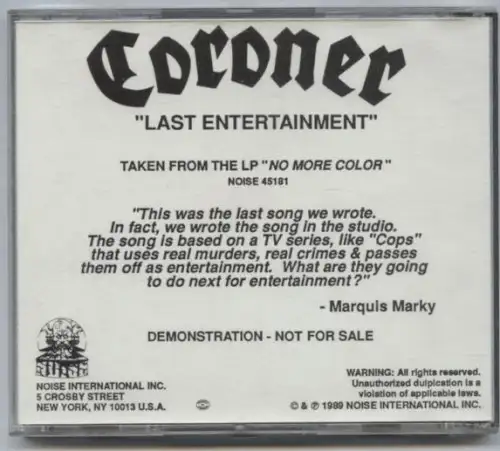 Coroner
"LAST ENTERTAINMENT"
TAKEN FROM THE LP "NO MORE COLOR"
NOISE 45181
"This was the last song we wrote.
In fact, we wrote the song in the studio.
The song is based on a TV series, like "Cops"
that uses real murders, real crimes & passes
them off as entertainment. What are they going
to do next for entertainment?"
- Marquis Marky
DEMONSTRATION - NOT FOR SALE
NOISE
NOISE INTERNATIONAL INC.
5 CROSBY STREET
NEW YORK, NY 10013 U.S.A.
WARNING: All rights reserved.
Unauthorized dulpication is a
violation of applicable laws.
© & ℗ 1989 NOISE INTERNATIONAL INC.